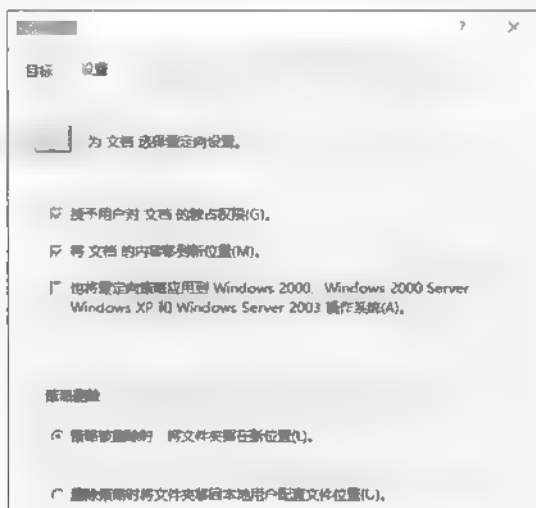 ?
目标 设置
为 文档 选择重定向设置。
授予用户对 文档 的独占权限(G)。
将 文档 的内容移到新位置(M)。
也将重定向策略应用到 Windows 2000、Windows 2000 Server
Windows XP 和 Windows Server 2003 操作系统(A)。
策略删除
策略被删除时，将文件夹留在新位置(L)。
删除策略时将文件夹移回本地用户配置文件位置(U)。